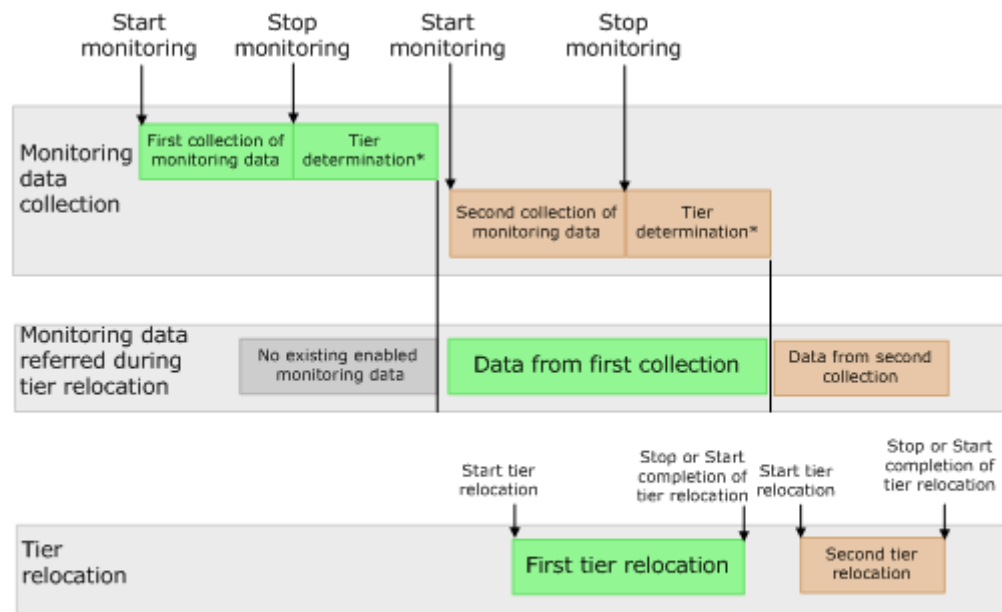 Start
monitoring
Stop
monitoring
Start
monitoring
Stop
monitoring
Monitoring
data
collection
First collection of
monitoring data
Tier
determination*
Second collection of
monitoring data
Tier
determination*
Monitoring data
referred during
tier relocation
No existing enabled
monitoring data
Data from first collection
Data from second
collection
Start tier
relocation
Stop or Start
completion of
tier relocation
Start tier
relocation
Stop or Start
completion of
tier relocation
Tier
relocation
First tier relocation
Second tier
relocation